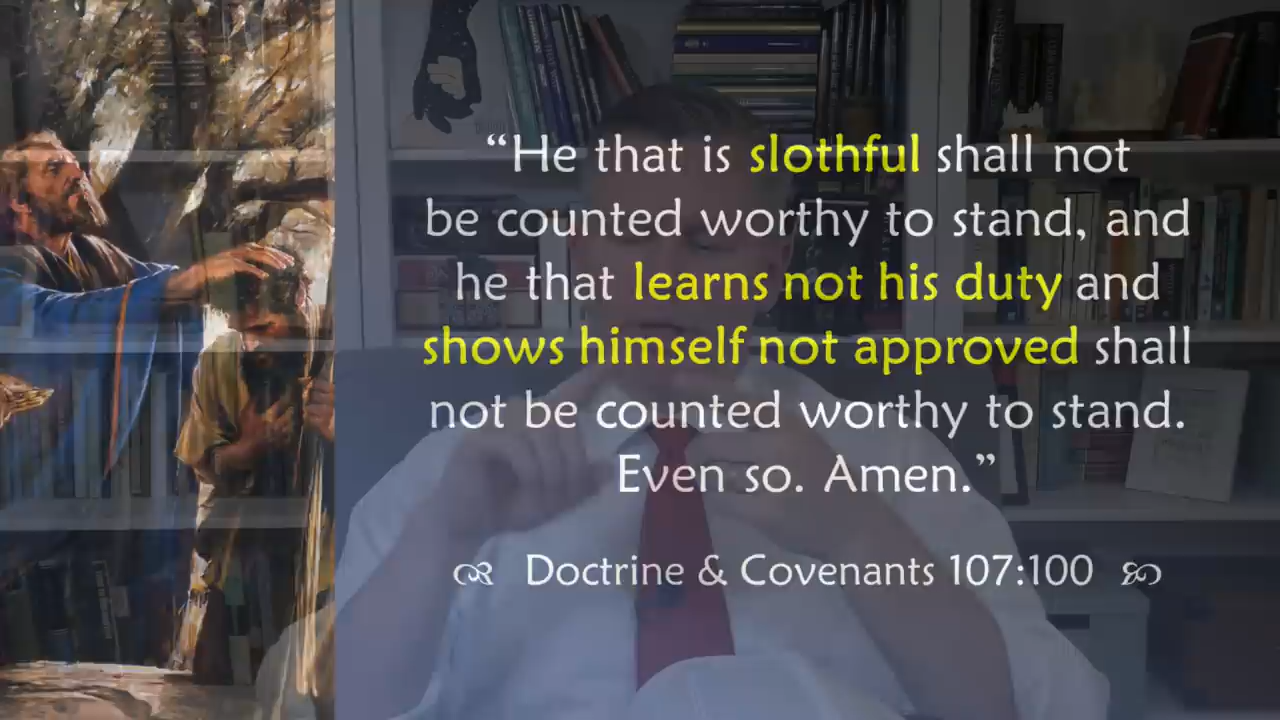 “He that is slothful shall not
be counted worthy to stand, and
he that learns not his duty and
shows himself not approved shall
not be counted worthy to stand.
Even so. Amen.”
Doctrine & Covenants 107:100